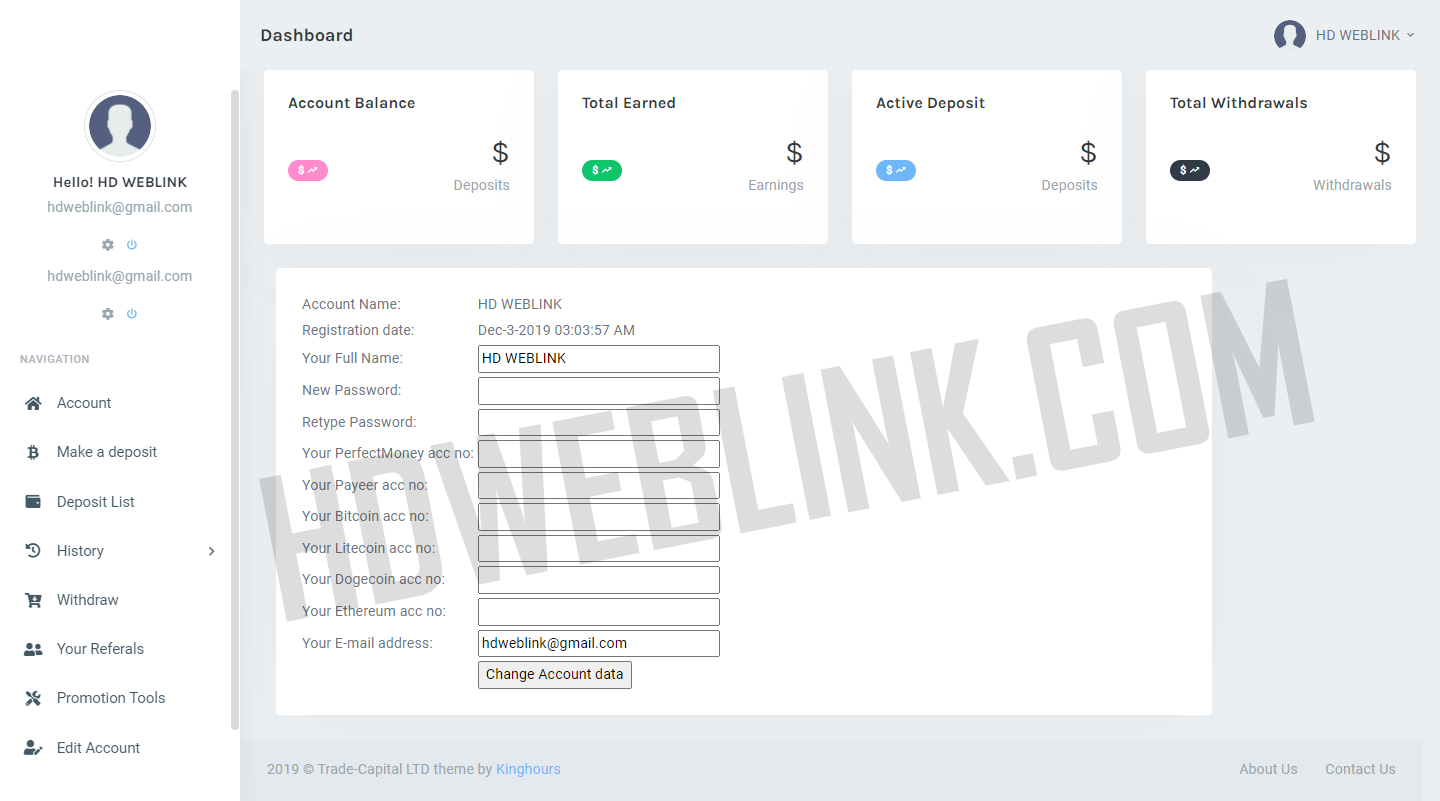 Dashboard
HD WEBLINK
Hello! HD WEBLINK
hdweblink@gmail.com
hdweblink@gmail.com
NAVIGATION
Account
Make a deposit
Deposit List
History
Withdraw
Your Referals
Promotion Tools
Edit Account
Account Balance
$
$
Deposits
Total Earned
$
$
Earnings
Active Deposit
$
$
Deposits
Total Withdrawals
$
$
Withdrawals
Account Name: HD WEBLINK
Registration date: Dec-3-2019 03:03:57 AM
Your Full Name: HD WEBLINK
New Password:
Retype Password:
Your PerfectMoney acc no:
Your Payeer acc no:
Your Bitcoin acc no:
Your Litecoin acc no:
Your Dogecoin acc no:
Your Ethereum acc no:
Your E-mail address: hdweblink@gmail.com
Change Account data
HDWEBLINK.COM
2019 © Trade-Capital LTD theme by Kinghours
About Us Contact Us